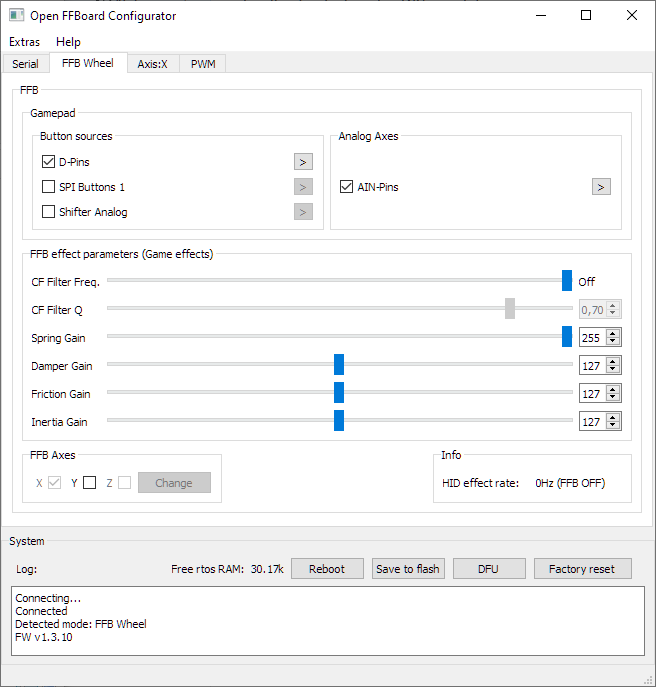 Open FFBoard Configurator
Extras Help
Serial FFB Wheel Axis:X PWM
FFB
Gamepad
Button sources
D-Pins >
SPI Buttons 1 >
Shifter Analog >
Analog Axes
AIN-Pins >
FFB effect parameters (Game effects)
CF Filter Freq. Off
CF Filter Q 0,70
Spring Gain 255
Damper Gain 127
Friction Gain 127
Inertia Gain 127
FFB Axes
X Y Z Change
Info
HID effect rate: 0Hz (FFB OFF)
System
Log: Free rtos RAM: 30.17k Reboot Save to flash DFU Factory reset
Connecting...
Connected
Detected mode: FFB Wheel
FW v1.3.10